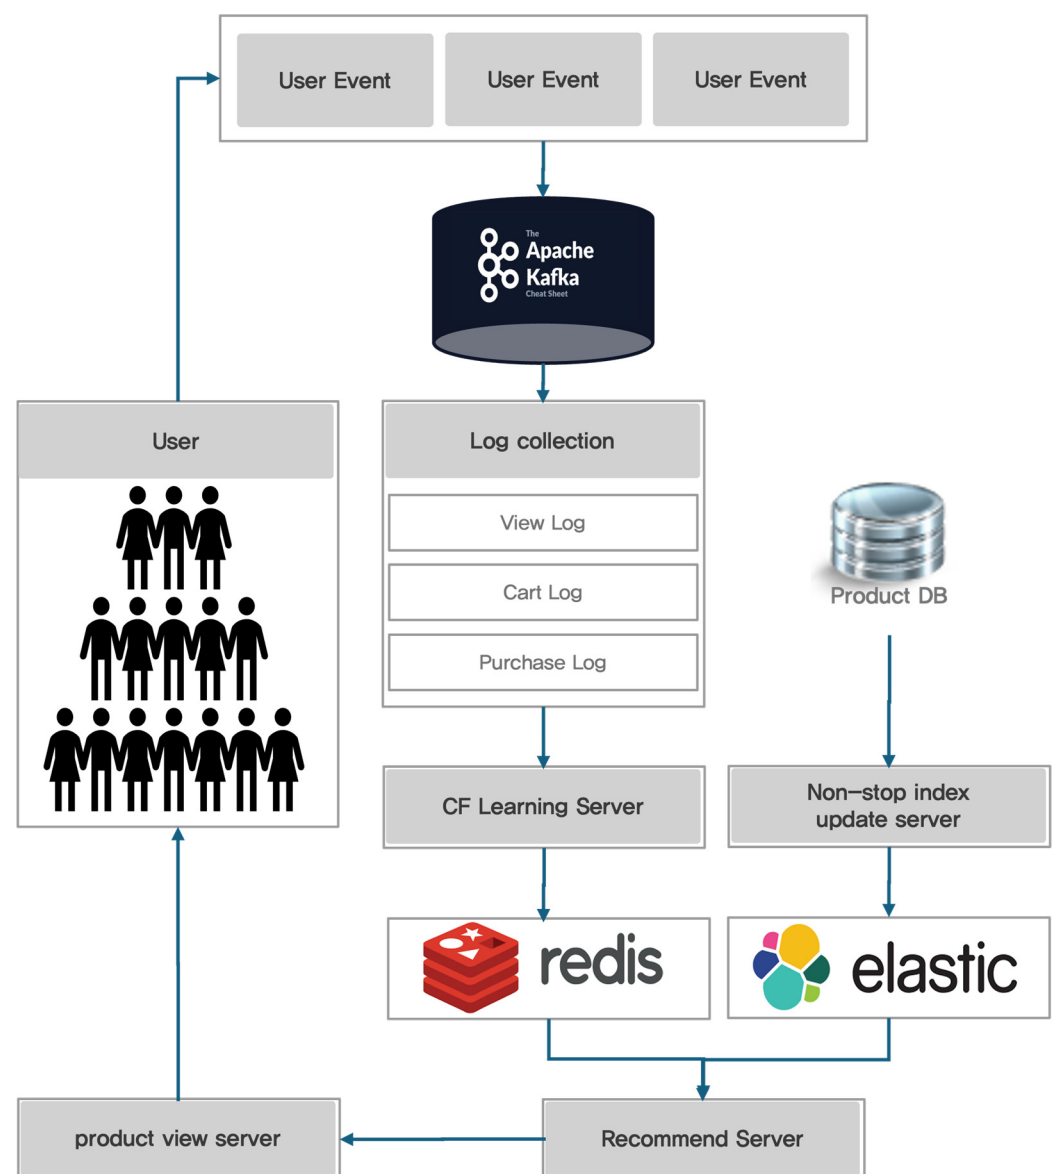 User Event
User Event
User Event
The
Apache
Kafka
Cheat Sheet
User
Log collection
View Log
Cart Log
Purchase Log
Product DB
CF Learning Server
Non-stop index
update server
redis
elastic
product view server
Recommend Server